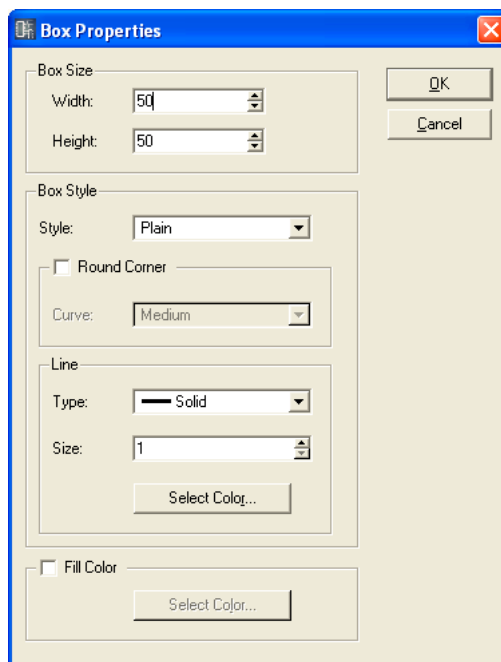 Box Properties
Box Size
Width: 50
Height: 50
OK
Cancel
Box Style
Style: Plain
Round Corner
Curve: Medium
Line
Type: Solid
Size: 1
Select Color...
Fill Color
Select Color...